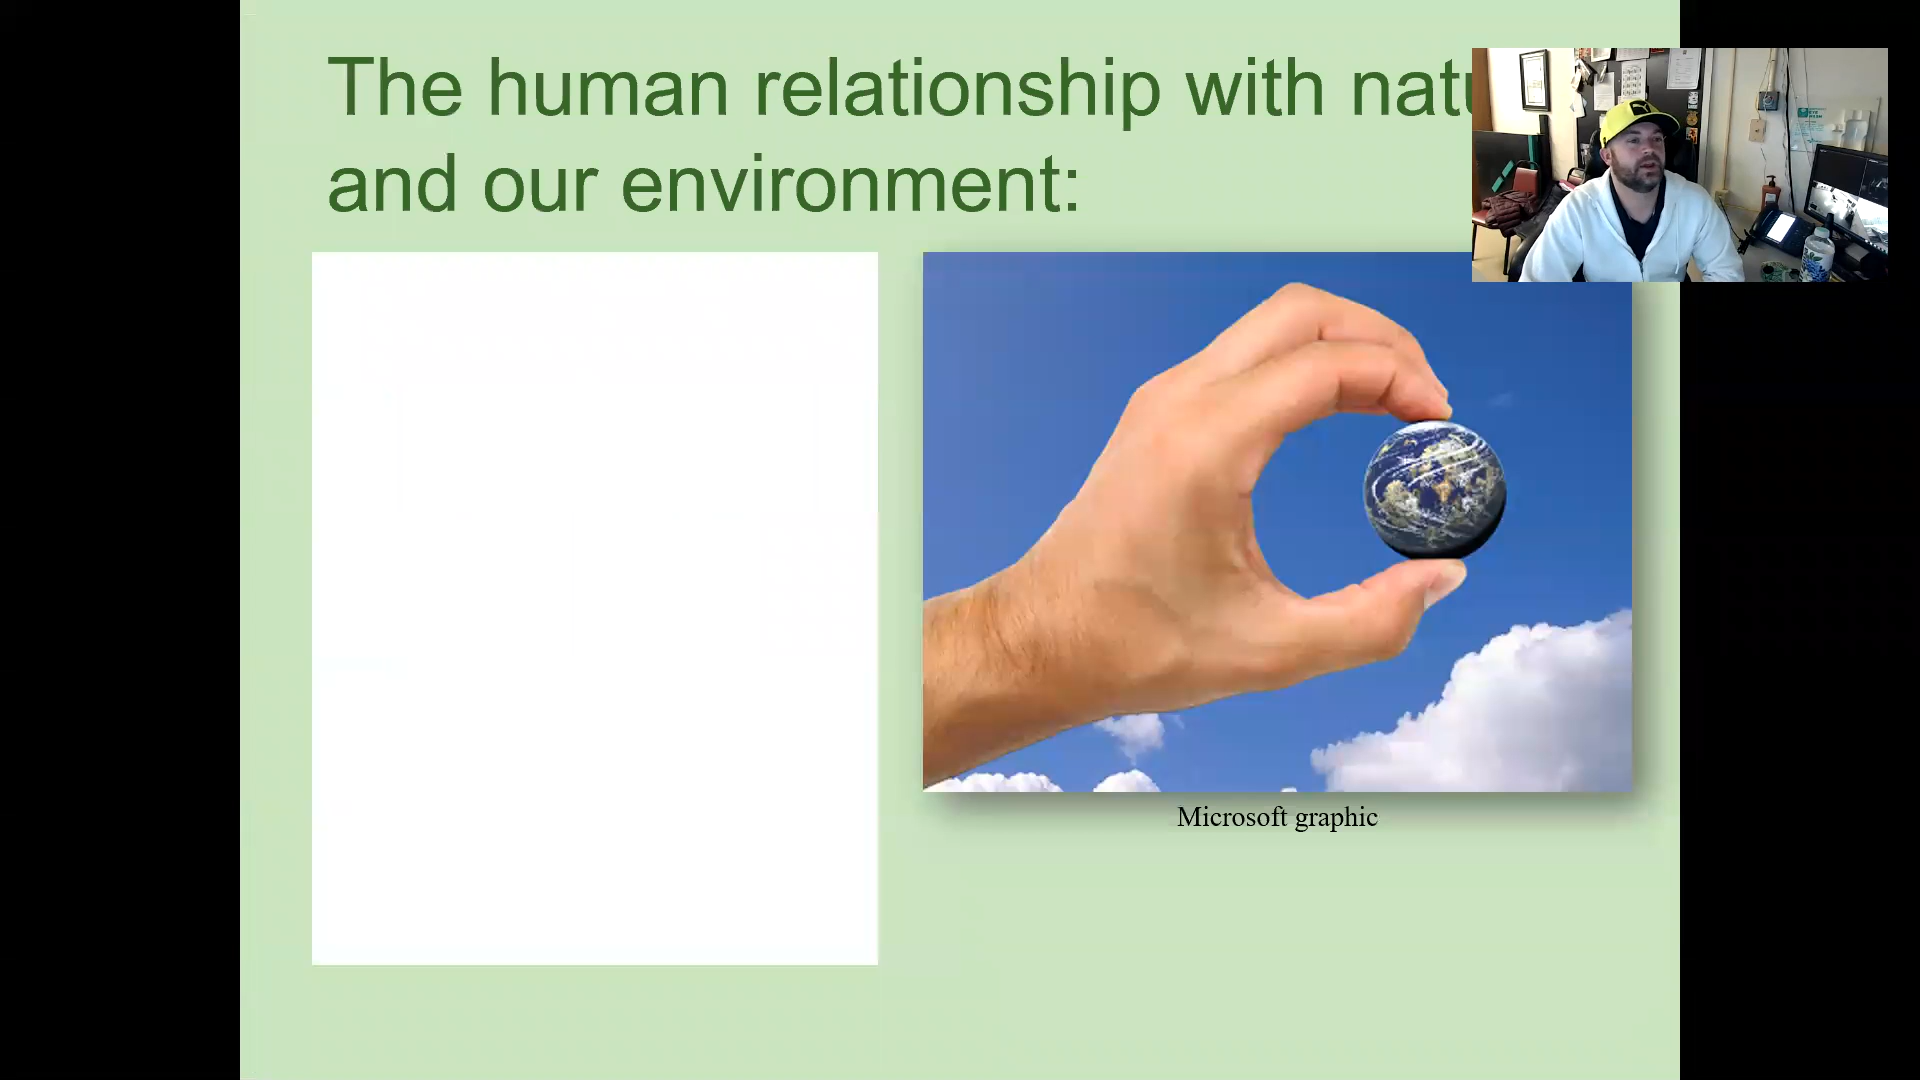 The human relationship with natu
and our environment:
Microsoft graphic